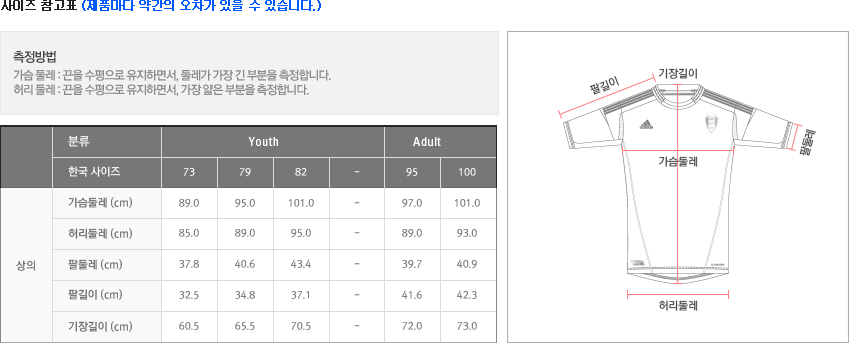 사이즈 참고표 (제품마다 약간의 오차가 있을 수 있습니다.)
측정방법
가슴 둘레 : 끈을 수평으로 유지하면서, 둘레가 가장 긴 부분을 측정합니다.
허리 둘레 : 끈을 수평으로 유지하면서, 가장 얇은 부분을 측정합니다.
분류 Youth Adult
한국 사이즈 73 79 82 - 95 100
상의
가슴둘레 (cm) 89.0 95.0 101.0 - 97.0 101.0
허리둘레 (cm) 85.0 89.0 95.0 - 89.0 93.0
팔둘레 (cm) 37.8 40.6 43.4 - 39.7 40.9
팔길이 (cm) 32.5 34.8 37.1 - 41.6 42.3
기장길이 (cm) 60.5 65.5 70.5 - 72.0 73.0
기장길이
팔길이
팔둘레
adidas
가슴둘레
허리둘레